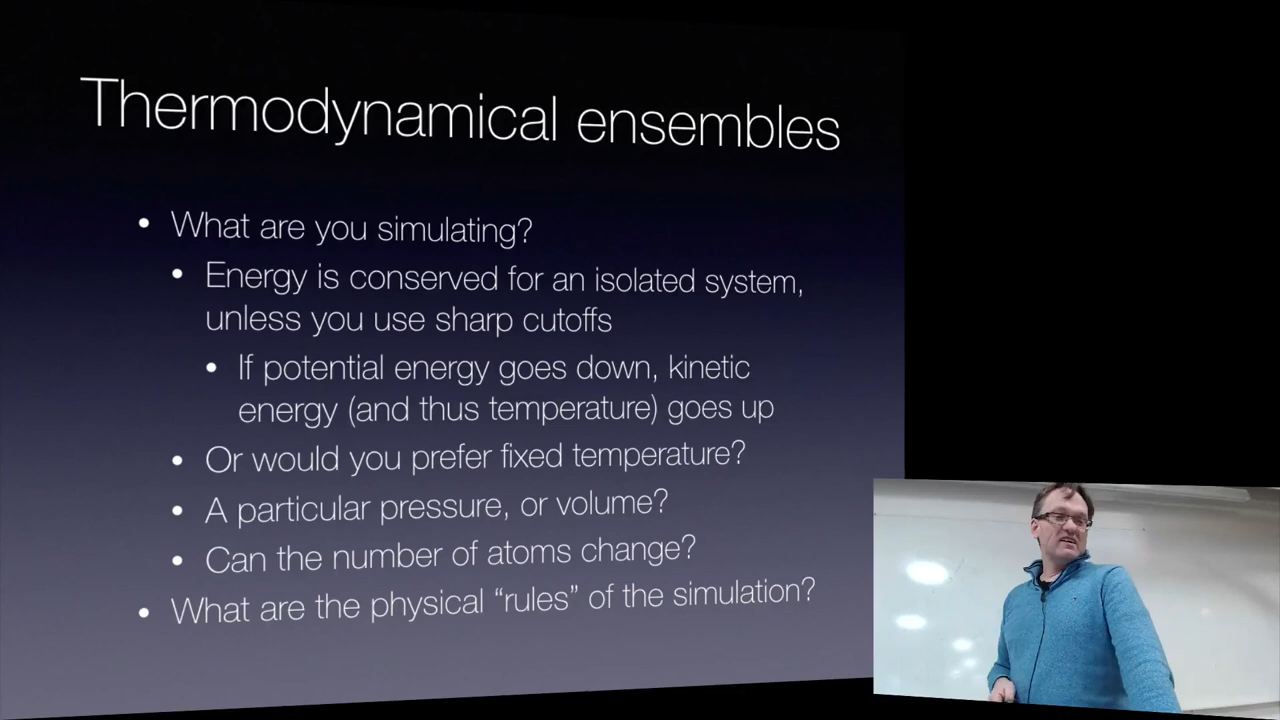 Thermodynamical ensembles
• What are you simulating?
• Energy is conserved for an isolated system,
unless you use sharp cutoffs
• If potential energy goes down, kinetic
energy (and thus temperature) goes up
• Or would you prefer fixed temperature?
• A particular pressure, or volume?
• Can the number of atoms change?
• What are the physical “rules” of the simulation?